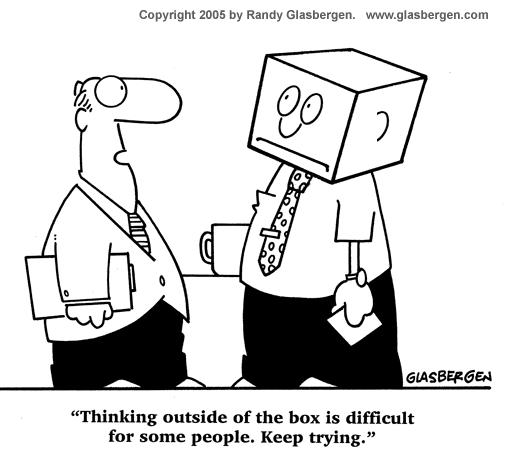 Copyright 2005 by Randy Glasbergen. www.glasbergen.com
GLASBERGEN
“Thinking outside of the box is difficult
for some people. Keep trying.”